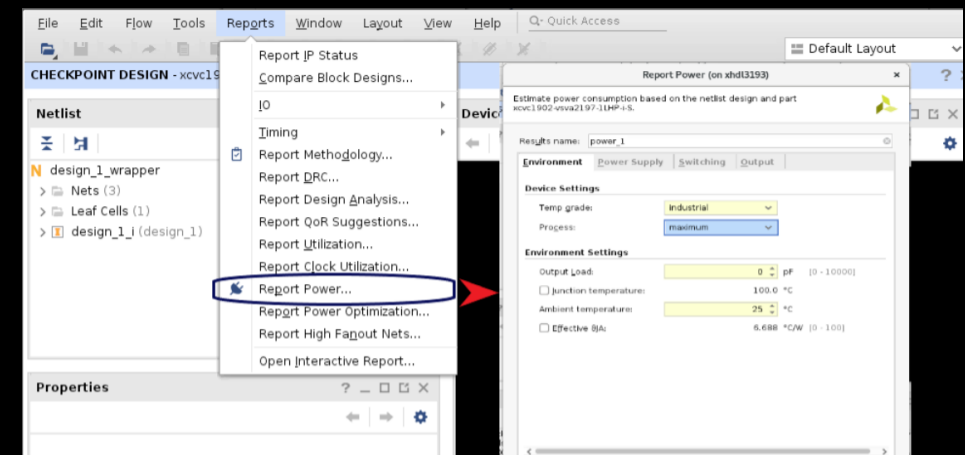 File Edit Flow Tools Reports Window Layout View Help Q- Quick Access
Default Layout
CHECKPOINT DESIGN - xcvc19
?
Netlist
design_1_wrapper
Nets (3)
Leaf Cells (1)
design_1_i (design_1)
Properties
?
Report IP Status
Compare Block Designs...
IO
Timing
Report Methodology...
Report DRC...
Report Design Analysis...
Report QoR Suggestions...
Report Utilization...
Report Clock Utilization...
Report Power...
Report Power Optimization...
Report High Fanout Nets...
Open Interactive Report...
Devic
Report Power (on xhdl3193)
Estimate power consumption based on the netlist design and part
xcvc1902-vsva2197-1LHP-i-S.
Results name: power_1
Environment Power Supply Switching Output
Device Settings
Temp grade: industrial
Process: maximum
Environment Settings
Output Load: 0 pF [0 - 10000]
Junction temperature: 100.0 °C
Ambient temperature: 25 °C
Effective ΘJA: 6.688 °C/W [0 - 100]